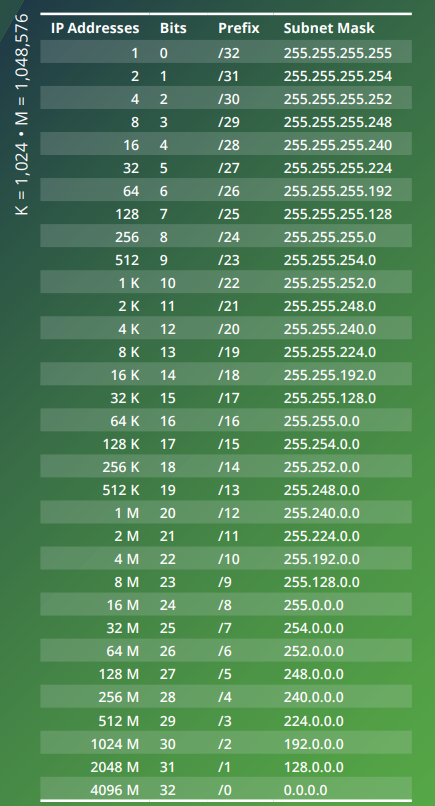 K = 1,024 • M = 1,048,576
IP Addresses Bits Prefix Subnet Mask
1 0 /32 255.255.255.255
2 1 /31 255.255.255.254
4 2 /30 255.255.255.252
8 3 /29 255.255.255.248
16 4 /28 255.255.255.240
32 5 /27 255.255.255.224
64 6 /26 255.255.255.192
128 7 /25 255.255.255.128
256 8 /24 255.255.255.0
512 9 /23 255.255.254.0
1 K 10 /22 255.255.252.0
2 K 11 /21 255.255.248.0
4 K 12 /20 255.255.240.0
8 K 13 /19 255.255.224.0
16 K 14 /18 255.255.192.0
32 K 15 /17 255.255.128.0
64 K 16 /16 255.255.0.0
128 K 17 /15 255.254.0.0
256 K 18 /14 255.252.0.0
512 K 19 /13 255.248.0.0
1 M 20 /12 255.240.0.0
2 M 21 /11 255.224.0.0
4 M 22 /10 255.192.0.0
8 M 23 /9 255.128.0.0
16 M 24 /8 255.0.0.0
32 M 25 /7 254.0.0.0
64 M 26 /6 252.0.0.0
128 M 27 /5 248.0.0.0
256 M 28 /4 240.0.0.0
512 M 29 /3 224.0.0.0
1024 M 30 /2 192.0.0.0
2048 M 31 /1 128.0.0.0
4096 M 32 /0 0.0.0.0